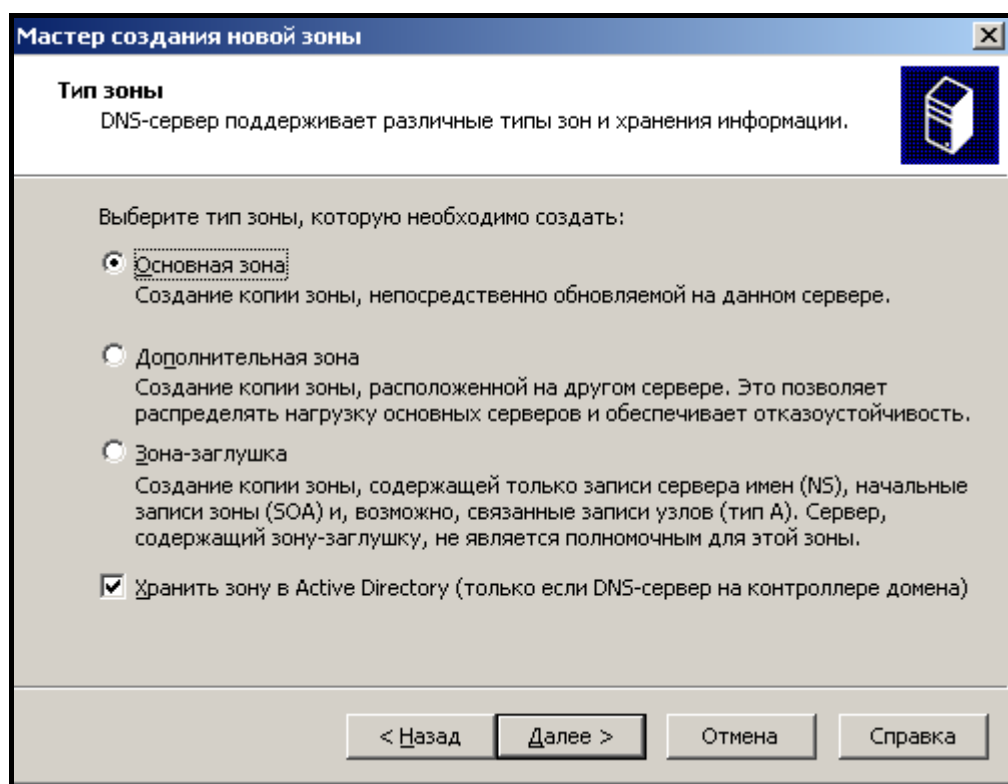 Мастер создания новой зоны
Тип зоны
DNS-сервер поддерживает различные типы зон и хранения информации.
Выберите тип зоны, которую необходимо создать:
Основная зона
Создание копии зоны, непосредственно обновляемой на данном сервере.
Дополнительная зона
Создание копии зоны, расположенной на другом сервере. Это позволяет
распределять нагрузку основных серверов и обеспечивает отказоустойчивость.
Зона-заглушка
Создание копии зоны, содержащей только записи сервера имен (NS), начальные
записи зоны (SOA) и, возможно, связанные записи узлов (тип A). Сервер,
содержащий зону-заглушку, не является полномочным для этой зоны.
Хранить зону в Active Directory (только если DNS-сервер на контроллере домена)
< Назад Далее > Отмена Справка